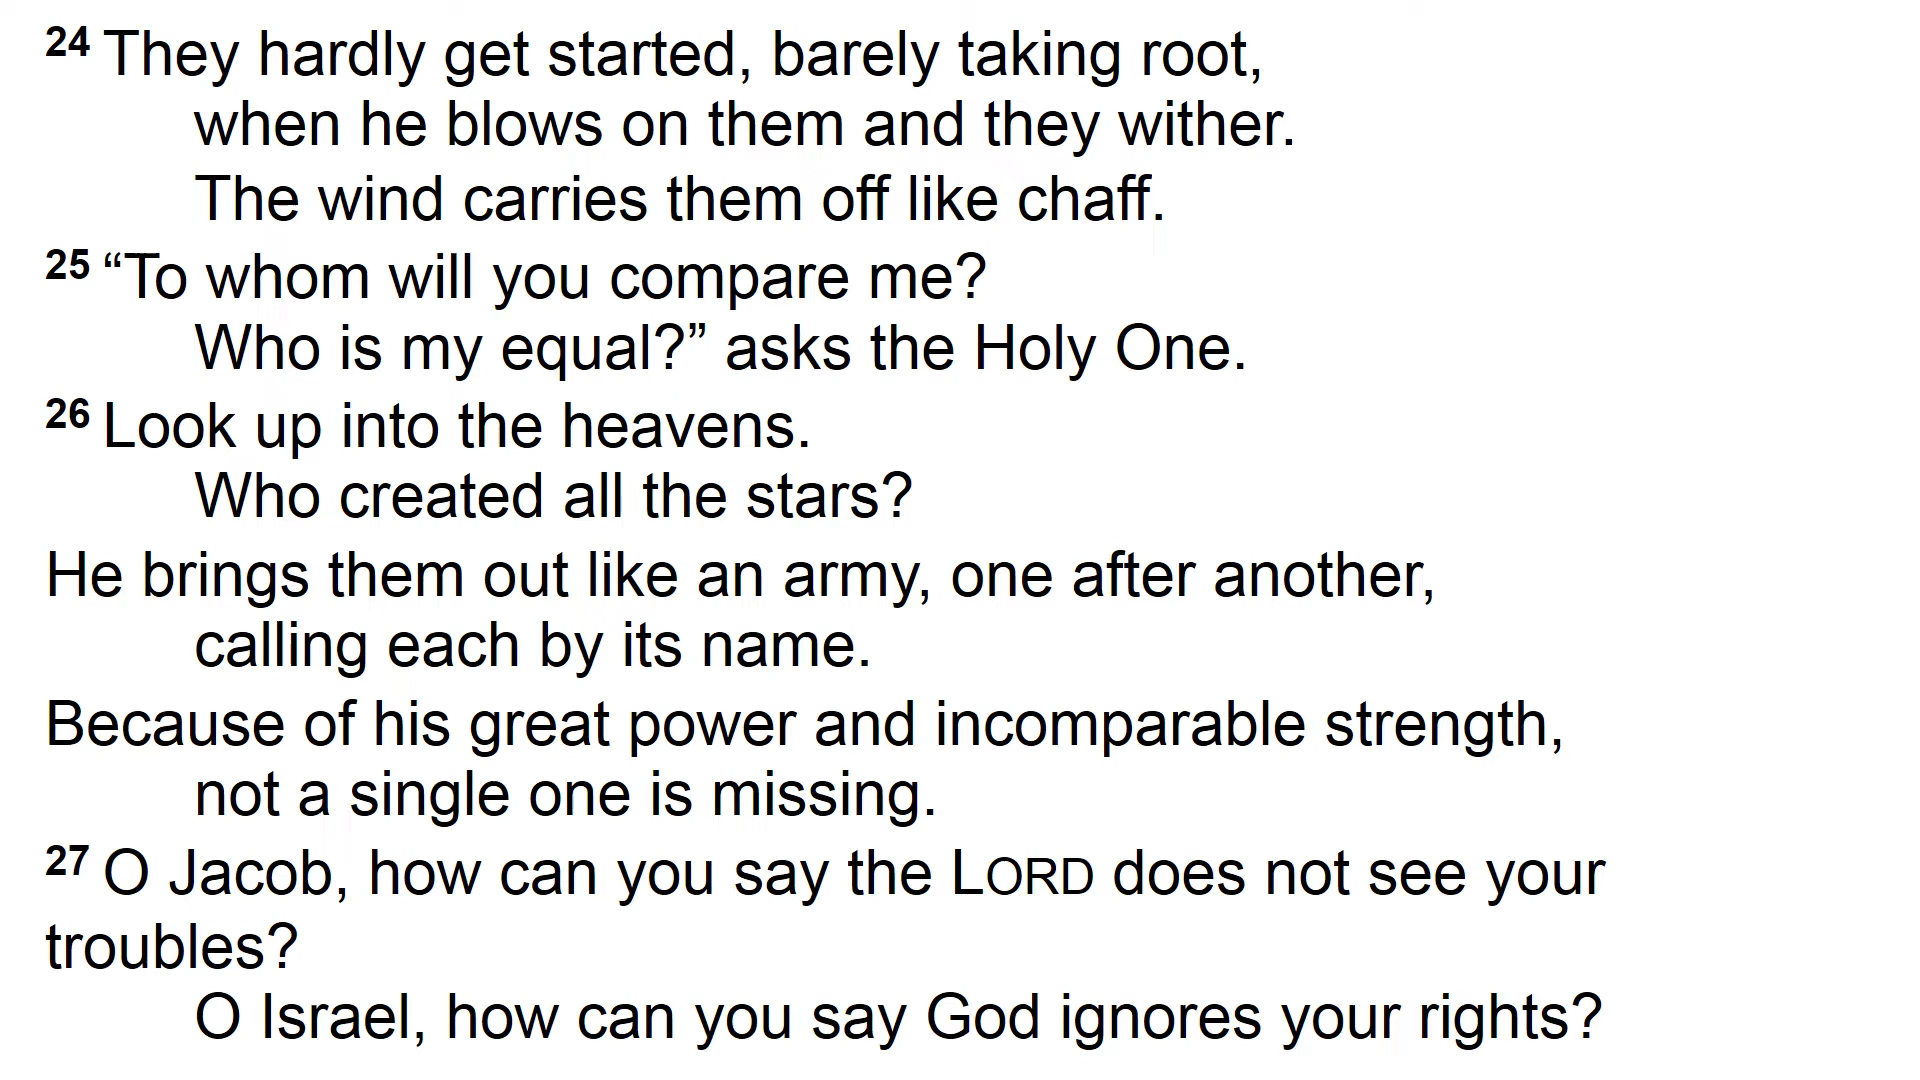 24 They hardly get started, barely taking root,
when he blows on them and they wither.
The wind carries them off like chaff.
25 “To whom will you compare me?
Who is my equal?” asks the Holy One.
26 Look up into the heavens.
Who created all the stars?
He brings them out like an army, one after another,
calling each by its name.
Because of his great power and incomparable strength,
not a single one is missing.
27 O Jacob, how can you say the LORD does not see your
troubles?
O Israel, how can you say God ignores your rights?